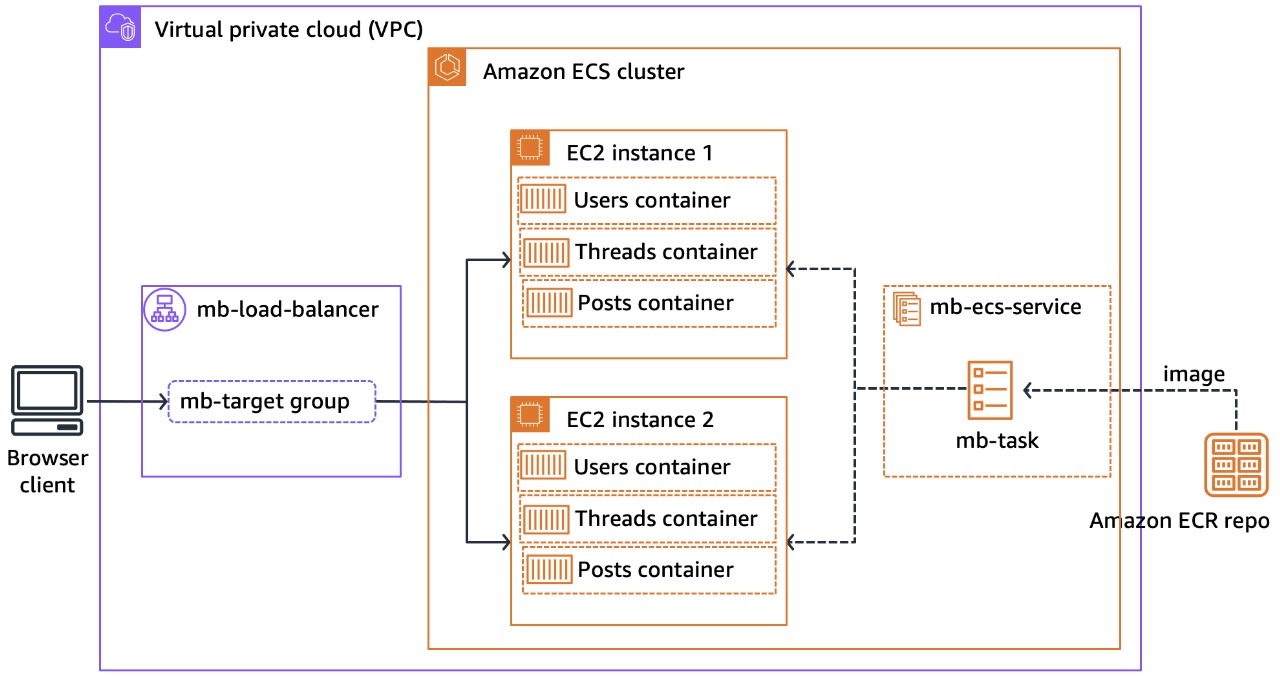 Virtual private cloud (VPC)
Amazon ECS cluster
EC2 instance 1
Users container
Threads container
Posts container
mb-load-balancer
mb-target group
Browser
client
EC2 instance 2
Users container
Threads container
Posts container
mb-ecs-service
mb-task
image
Amazon ECR repo